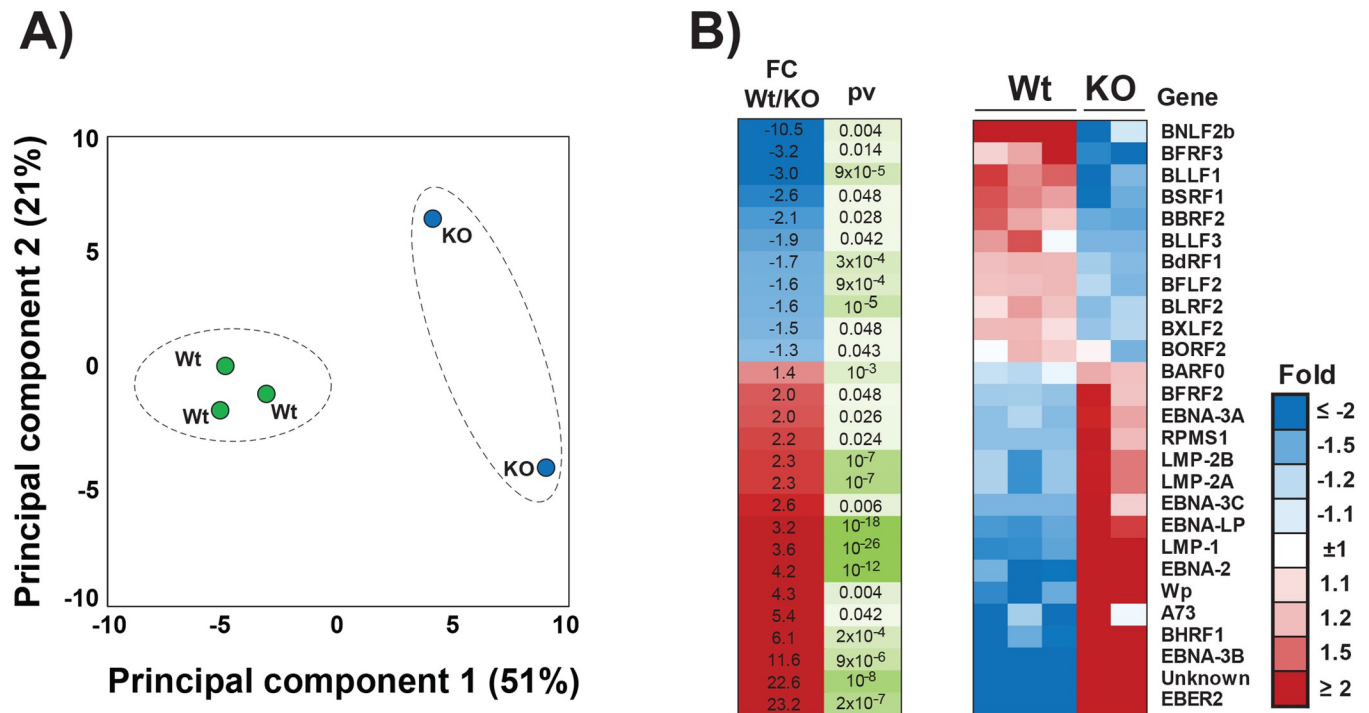 A)
Principal component 2 (21%)
10
5
0
-5
-10
KO
Wt
Wt
Wt
KO
-10
-5
0
5
10
Principal component 1 (51%)
B)
FC
Wt/KO
pv
Wt
KO
Gene
-10.5 0.004 BNLF2b
-3.2 0.014 BFRF3
-3.0 9x10⁻⁵ BLLF1
-2.6 0.048 BSRF1
-2.1 0.028 BBRF2
-1.9 0.042 BLLF3
-1.7 3x10⁻⁴ BdRF1
-1.6 9x10⁻⁴ BFLF2
-1.6 10⁻⁵ BLRF2
-1.5 0.048 BXLF2
-1.3 0.043 BORF2
1.4 10⁻³ BARF0
2.0 0.048 BFRF2
2.0 0.026 EBNA-3A
2.2 0.024 RPMS1
2.3 10⁻⁷ LMP-2B
2.3 10⁻⁷ LMP-2A
2.6 0.006 EBNA-3C
3.2 10⁻¹⁸ EBNA-LP
3.6 10⁻²⁶ LMP-1
4.2 10⁻¹² EBNA-2
4.3 0.004 Wp
5.4 0.042 A73
6.1 2x10⁻⁴ BHRF1
11.6 9x10⁻⁶ EBNA-3B
22.6 10⁻⁸ Unknown
23.2 2x10⁻⁷ EBER2
Fold
≤ -2
-1.5
-1.2
-1.1
±1
1.1
1.2
1.5
≥ 2